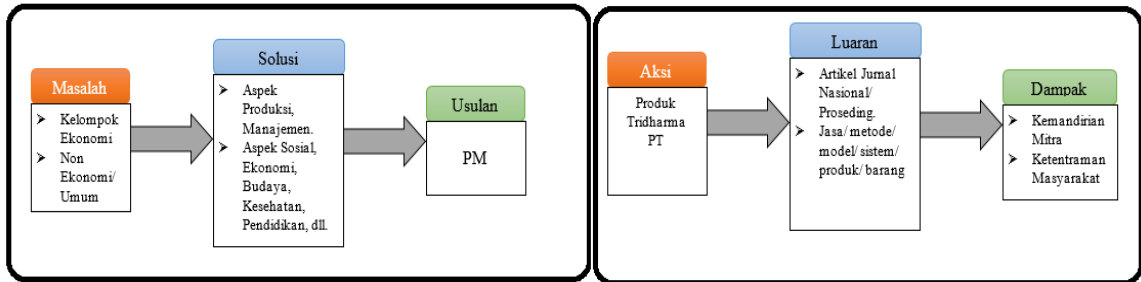 Masalah
➢ Kelompok
Ekonomi
➢ Non
Ekonomi/
Umum
Solusi
➢ Aspek
Produksi,
Manajemen.
➢ Aspek Sosial,
Ekonomi,
Budaya,
Kesehatan,
Pendidikan, dll.
Usulan
PM
Aksi
Produk
Tridharma
PT
Luaran
➢ Artikel Jurnal
Nasional/
Proseding.
➢ Jasa/ metode/
model/ sistem/
produk/ barang
Dampak
➢ Kemandirian
Mitra
➢ Ketentraman
Masyarakat